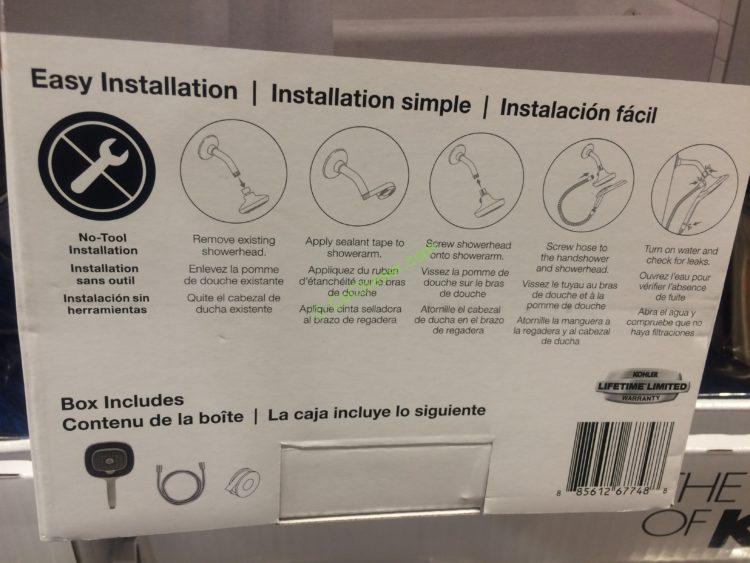 Easy Installation | Installation simple | Instalación fácil
No-Tool
Installation
Installation
sans outil
Instalación sin
herramientas
Remove existing
showerhead.
Enlevez la pomme
de douche existante
Quite el cabezal de
ducha existente
Apply sealant tape to
showerarm.
Appliquez du ruban
d'étanchéité sur le bras
de douche
Aplique cinta selladora
al brazo de regadera
Screw showerhead
onto showerarm.
Vissez la pomme de
douche sur le bras
de douche
Atornille el cabezal
de ducha en el brazo
de regadera
Screw hose to
the handshower
and showerhead.
Vissez le tuyau au bras
de douche et à la
pomme de douche
Atornille la manguera a
la regadera y al cabezal
de ducha
Turn on water and
check for leaks.
Ouvrez l'eau pour
vérifier l'absence
de fuite
Abra el agua y
compruebe que no
haya filtraciones
KOHLER
LIFETIME LIMITED
WARRANTY
Box Includes
Contenu de la boîte | La caja incluye lo siguiente
8 85612 67748 8
THE
OF K